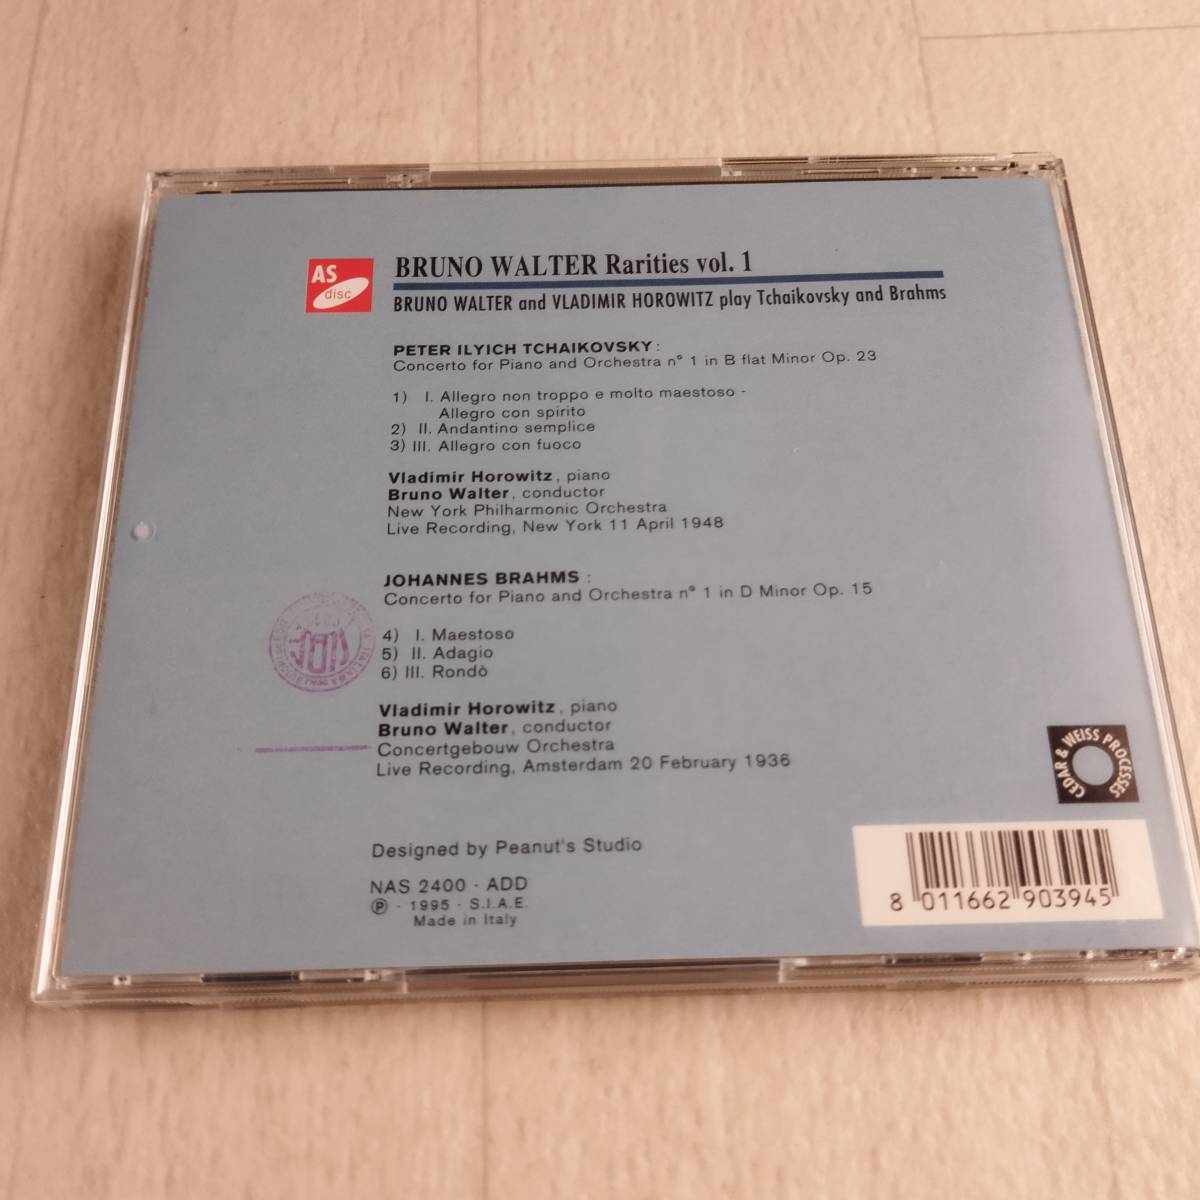 AS
disc
BRUNO WALTER Rarities vol. 1
BRUNO WALTER and VLADIMIR HOROWITZ play Tchaikovsky and Brahms
PETER ILYICH TCHAIKOVSKY:
Concerto for Piano and Orchestra n° 1 in B flat Minor Op. 23
1) I. Allegro non troppo e molto maestoso -
Allegro con spirito
2) II. Andantino semplice
3) III. Allegro con fuoco
Vladimir Horowitz, piano
Bruno Walter, conductor
New York Philharmonic Orchestra
Live Recording, New York 11 April 1948
JOHANNES BRAHMS :
Concerto for Piano and Orchestra n° 1 in D Minor Op. 15
4) I. Maestoso
5) II. Adagio
6) III. Rondò
Vladimir Horowitz, piano
Bruno Walter, conductor
Concertgebouw Orchestra
Live Recording, Amsterdam 20 February 1936
CEDAR & WEISS PROCESSES
Designed by Peanut's Studio
NAS 2400 - ADD
℗ - 1995 - S.I.A.E.
Made in Italy
8 011662 903945